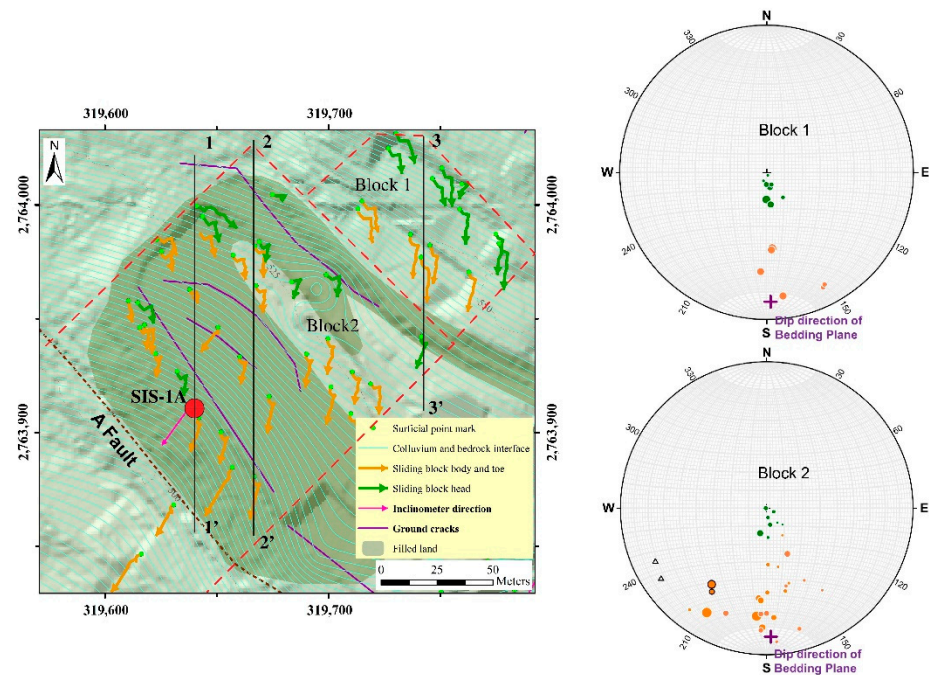 319,600
319,700
N
1
2
3
Block 1
2,764,000
2,764,000
525
510
Block2
SIS-1A
3'
2,763,900
2,763,900
A Fault
500
1'
2'
Surficial point mark
Colluvium and bedrock interface
Sliding block body and toe
Sliding block head
Inclinometer direction
Ground cracks
Filled land
0
25
50
Meters
319,600
319,700
N
330
30
300
60
Block 1
W
E
240
120
210
150
S
Dip direction of
Bedding Plane
N
330
30
300
60
Block 2
W
E
240
120
210
150
S
Dip direction of
Bedding Plane